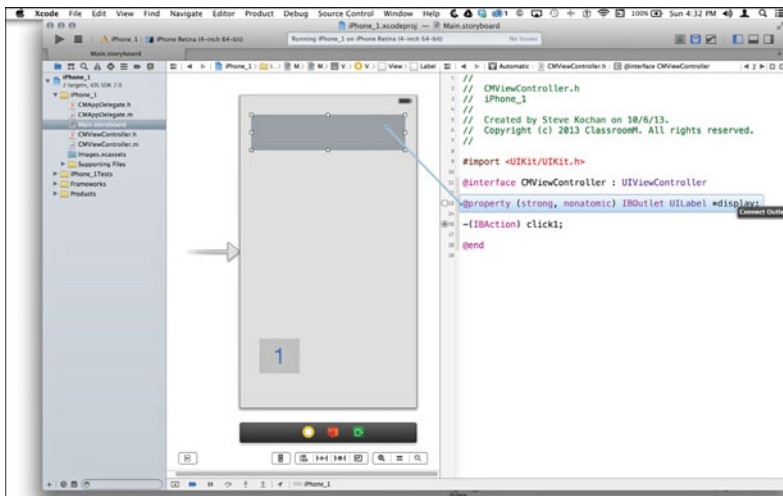 Xcode File Edit View Find Navigate Editor Product Debug Source Control Window Help 100% Sun 4:32 PM
iPhone_1.xcodeproj — Main.storyboard
iPhone_1 iPhone Retina (4-inch 64-bit) Running iPhone_1 on iPhone Retina (4-inch 64-bit) No Issues
Main.storyboard
iPhone_1 View Label Automatic CMViewController.h @interface CMViewController 2
iPhone_1
2 targets, iOS SDK 7.0
iPhone_1
CMAppDelegate.h
CMAppDelegate.m
Main.storyboard
CMViewController.h
CMViewController.m
Images.xcassets
Supporting Files
iPhone_1Tests
Frameworks
Products
1
//
// CMViewController.h
// iPhone_1
//
// Created by Steve Kochan on 10/6/13.
// Copyright (c) 2013 ClassroomM. All rights reserved.
//
#import <UIKit/UIKit.h>
@interface CMViewController : UIViewController
@property (strong, nonatomic) IBOutlet UILabel *display;
Connect Outle
-(IBAction) click1;
@end
iPhone_1